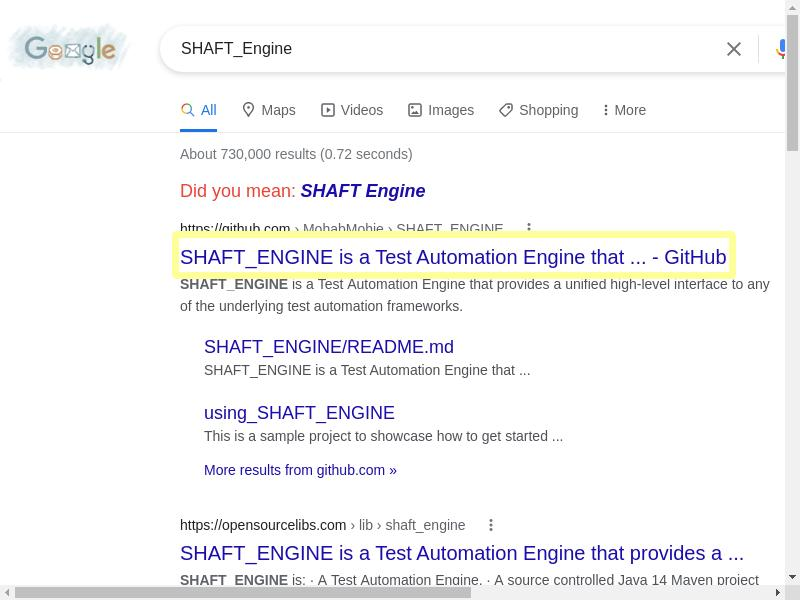 Google
SHAFT_Engine
All Maps Videos Images Shopping More
About 730,000 results (0.72 seconds)
Did you mean: SHAFT Engine
https://github.com › MohabMohie › SHAFT_ENGINE
SHAFT_ENGINE is a Test Automation Engine that ... - GitHub
SHAFT_ENGINE is a Test Automation Engine that provides a unified high-level interface to any
of the underlying test automation frameworks.
SHAFT_ENGINE/README.md
SHAFT_ENGINE is a Test Automation Engine that ...
using_SHAFT_ENGINE
This is a sample project to showcase how to get started ...
More results from github.com »
https://opensourcelibs.com › lib › shaft_engine
SHAFT_ENGINE is a Test Automation Engine that provides a ...
SHAFT_ENGINE is: · A Test Automation Engine. · A source controlled Java 14 Maven project